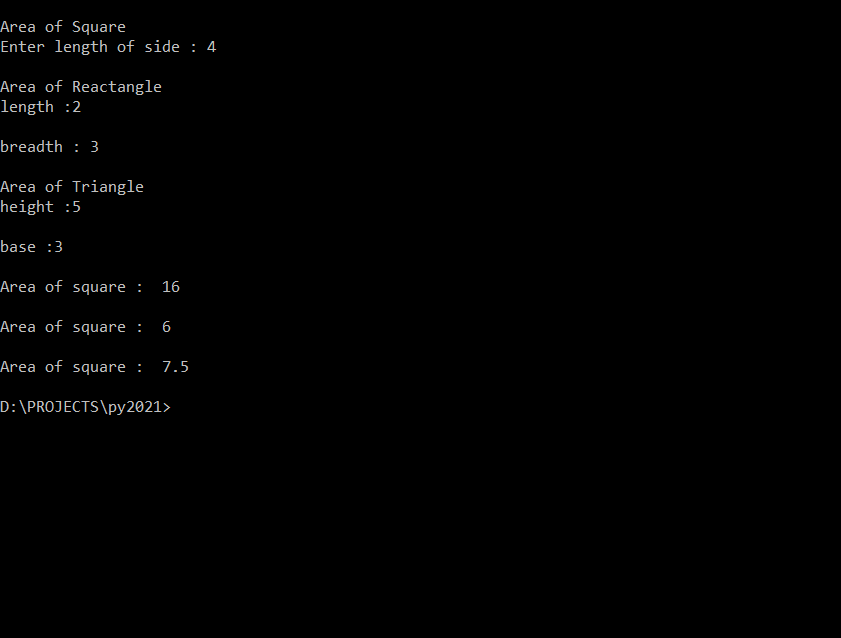 Area of Square
Enter length of side : 4
Area of Reactangle
length :2
breadth : 3
Area of Triangle
height :5
base :3
Area of square :  16
Area of square :  6
Area of square :  7.5
D:\PROJECTS\py2021>